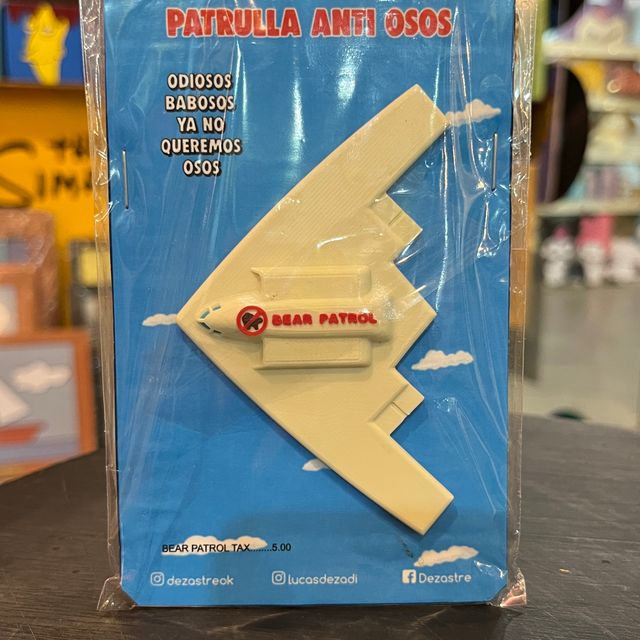 PATRULLA ANTI OSOS
ODIOSOS
BABOSOS
YA NO
QUEREMOS
OSOS
BEAR PATROL
BEAR PATROL TAX........5.00
dezastreok
lucasdezadi
Dezastre